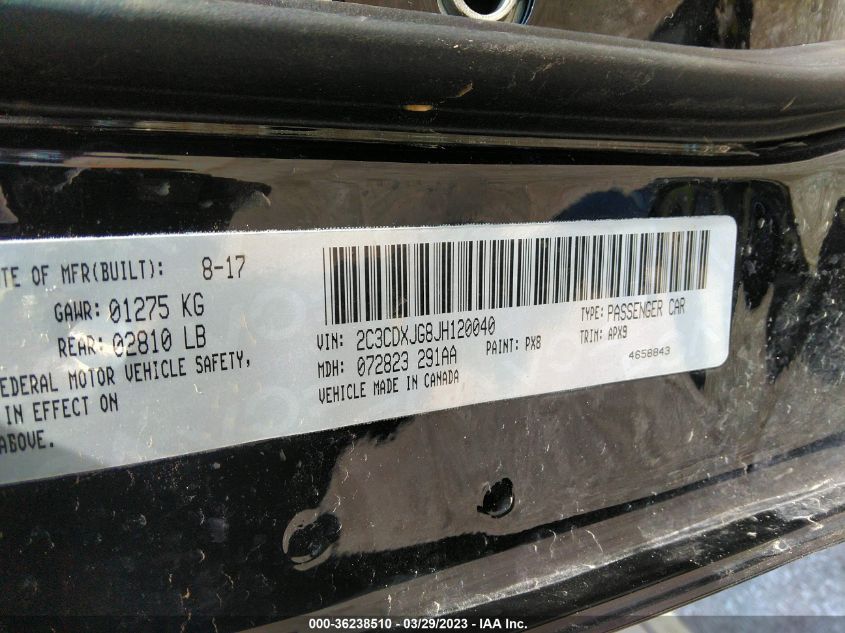 TE OF MFR(BUILT): 8-17
GAWR: 01275 KG
REAR: 02810 LB
EDERAL MOTOR VEHICLE SAFETY,
IN EFFECT ON
ABOVE.
VIN: 2C3CDXJG8JH120040
TYPE: PASSENGER CAR
MDH: 072823 291AA
PAINT: PX8
TRIM: APX9
VEHICLE MADE IN CANADA
4658843
000-36238510 - 03/29/2023 - IAA Inc.